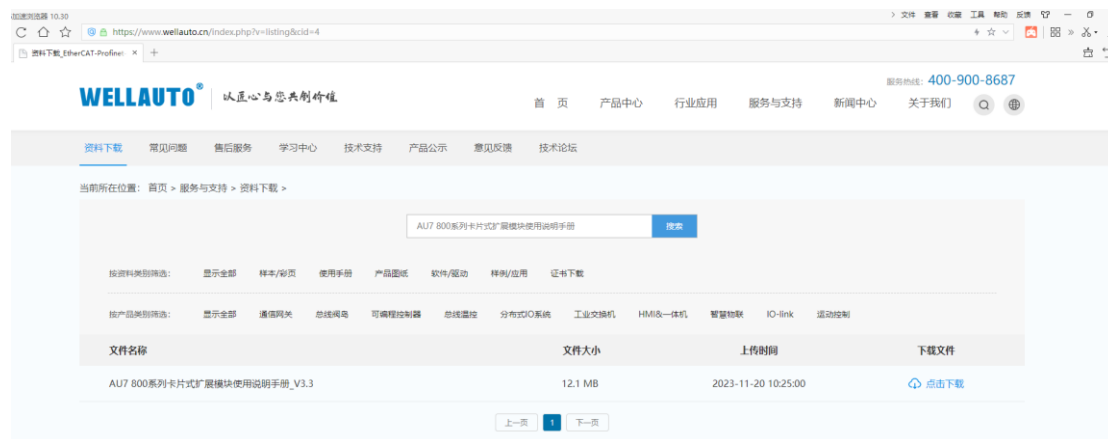 加速浏览器 10.30
> 文件 查看 收藏 工具 帮助 反馈
https://www.wellauto.cn/index.php?v=listing&cid=4
资料下载_EtherCAT-Profinet
WELLAUTO® 以匠心与您共创价值
服务热线: 400-900-8687
首 页 产品中心 行业应用 服务与支持 新闻中心 关于我们
资料下载 常见问题 售后服务 学习中心 技术支持 产品公示 意见反馈 技术论坛
当前所在位置: 首页 > 服务与支持 > 资料下载 >
AU7 800系列卡片式扩展模块使用说明手册 搜索
按资料类别筛选: 显示全部 样本/彩页 使用手册 产品图纸 软件/驱动 样例/应用 证书下载
按产品类别筛选: 显示全部 通信网关 总线阀岛 可编程控制器 总线温控 分布式IO系统 工业交换机 HMI&一体机 智慧物联 IO-link 运动控制
文件名称 文件大小 上传时间 下载文件
AU7 800系列卡片式扩展模块使用说明手册_V3.3 12.1 MB 2023-11-20 10:25:00 点击下载
上一页 1 下一页